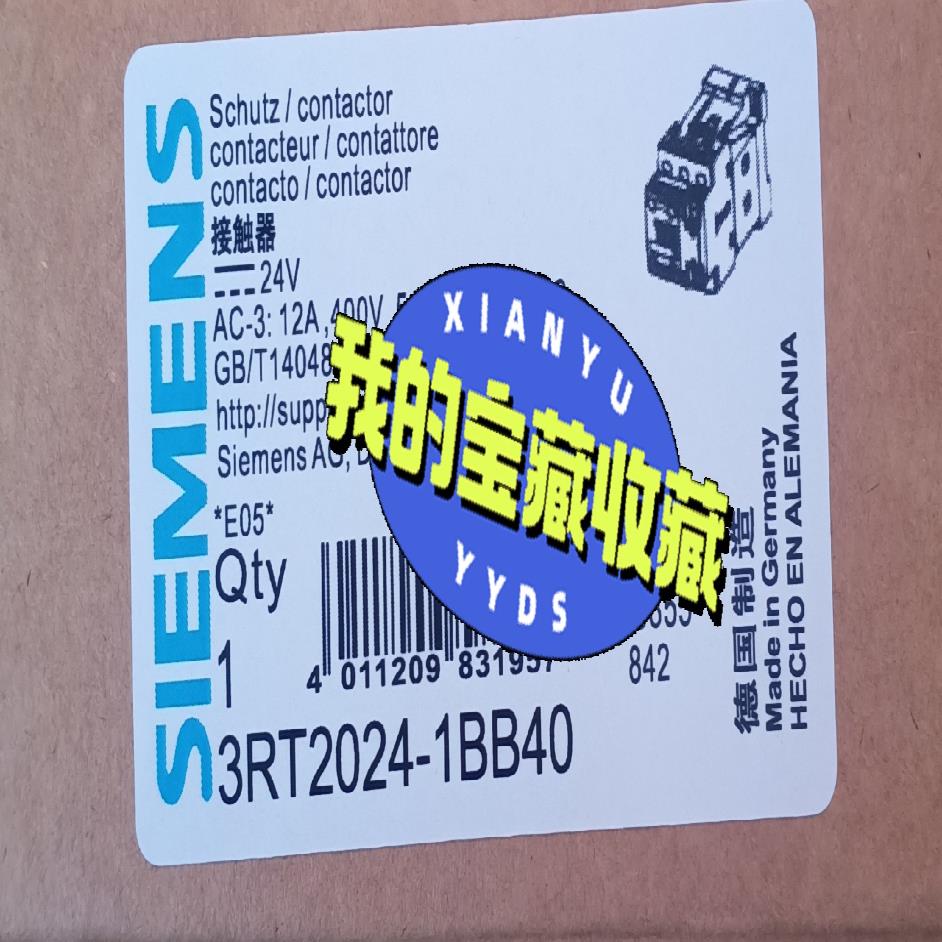 SIEMENS
Schutz / contactor
contacteur / contattore
contacto / contactor
接触器
24V
AC-3: 12A, 400V
GB/T14048
http://supp
Siemens AG,
*E05*
Qty
1
4 011209 831957
842
3RT2024-1BB40
德国制造
Made in Germany
HECHO EN ALEMANIA
XIANYU
我的宝藏收藏
YYDS